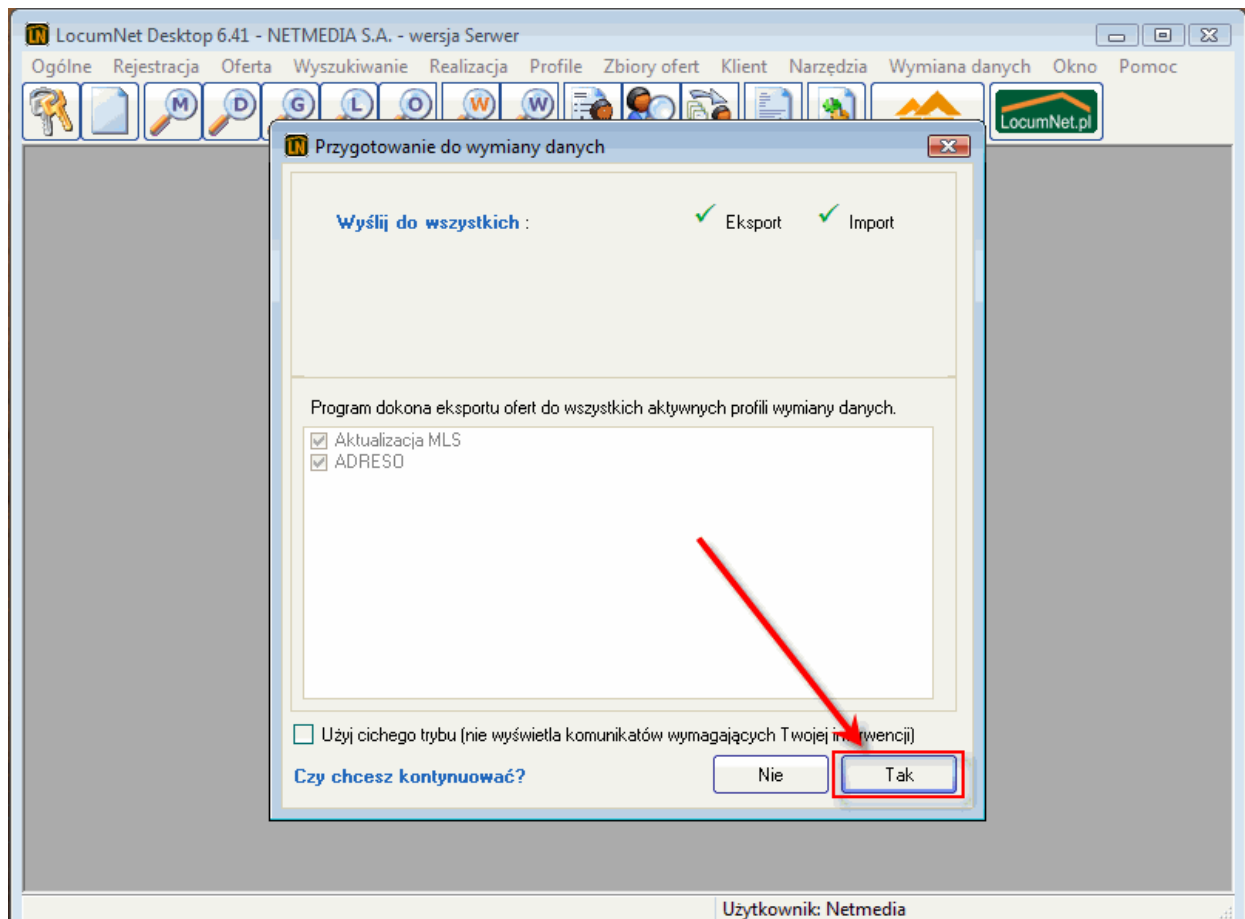 LN LocumNet Desktop 6.41 - NETMEDIA S.A. - wersja Serwer
Ogólne Rejestracja Oferta Wyszukiwanie Realizacja Profile Zbiory ofert Klient Narzędzia Wymiana danych Okno Pomoc
M D G L O W W LocumNet.pl
LN Przygotowanie do wymiany danych
Wyślij do wszystkich : Eksport Import
Program dokona eksportu ofert do wszystkich aktywnych profili wymiany danych.
Aktualizacja MLS
ADRESO
Użyj cichego trybu (nie wyświetla komunikatów wymagających Twojej interwencji)
Czy chcesz kontynuować? Nie Tak
Użytkownik: Netmedia